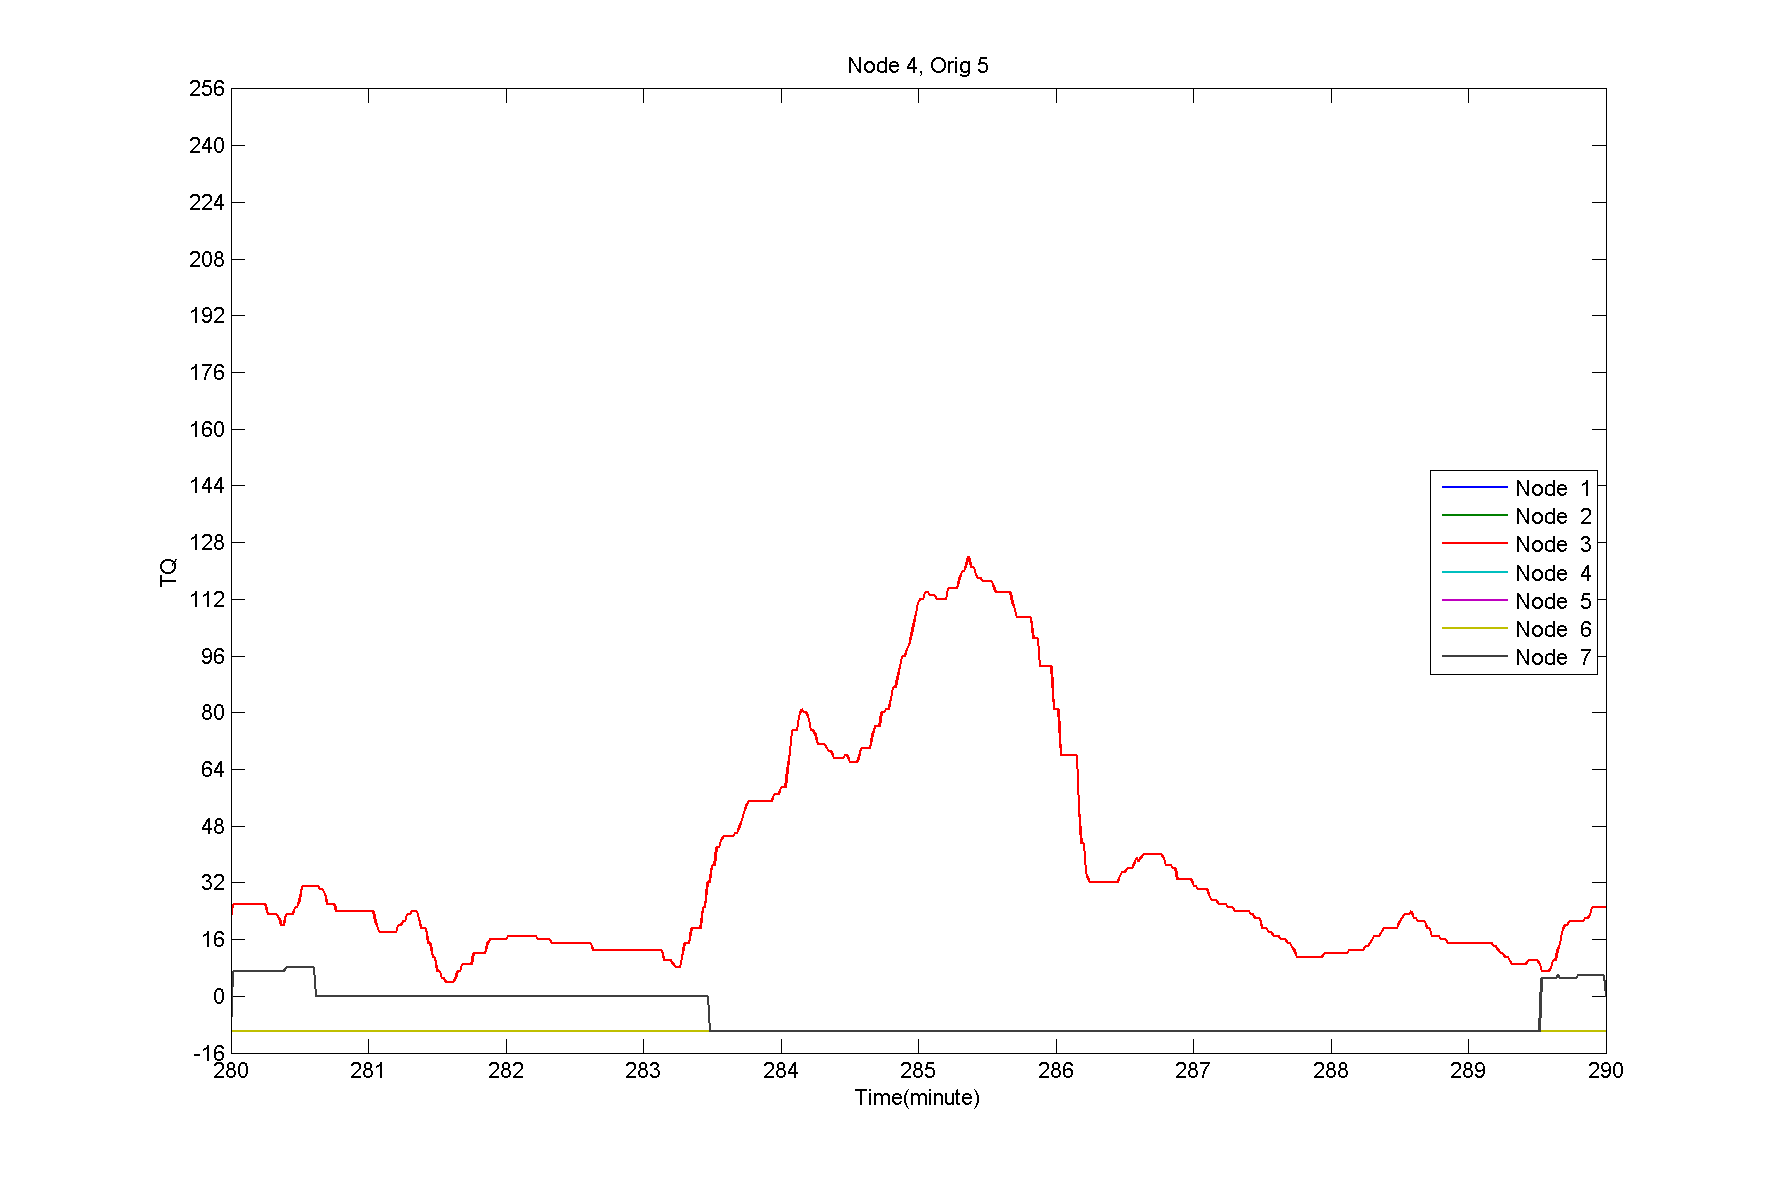 Node 4, Orig 5
256
240
224
208
192
176
160
144
128
112
96
80
64
48
32
16
0
-16
TQ
280 281 282 283 284 285 286 287 288 289 290
Time(minute)
Node 1
Node 2
Node 3
Node 4
Node 5
Node 6
Node 7